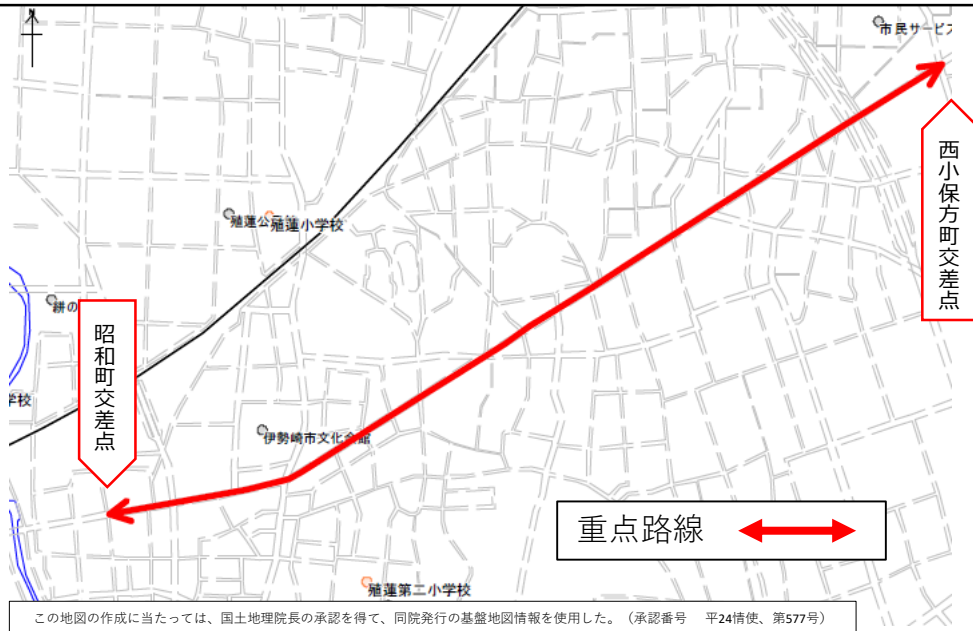 市民サービス
西小保方町交差点
殖蓮公
殖蓮小学校
絣の
昭和町交差点
学校
伊勢崎市文化会館
重点路線
殖蓮第二小学校
この地図の作成に当たっては、国土地理院長の承認を得て、同院発行の基盤地図情報を使用した。（承認番号 平24情使、第577号）